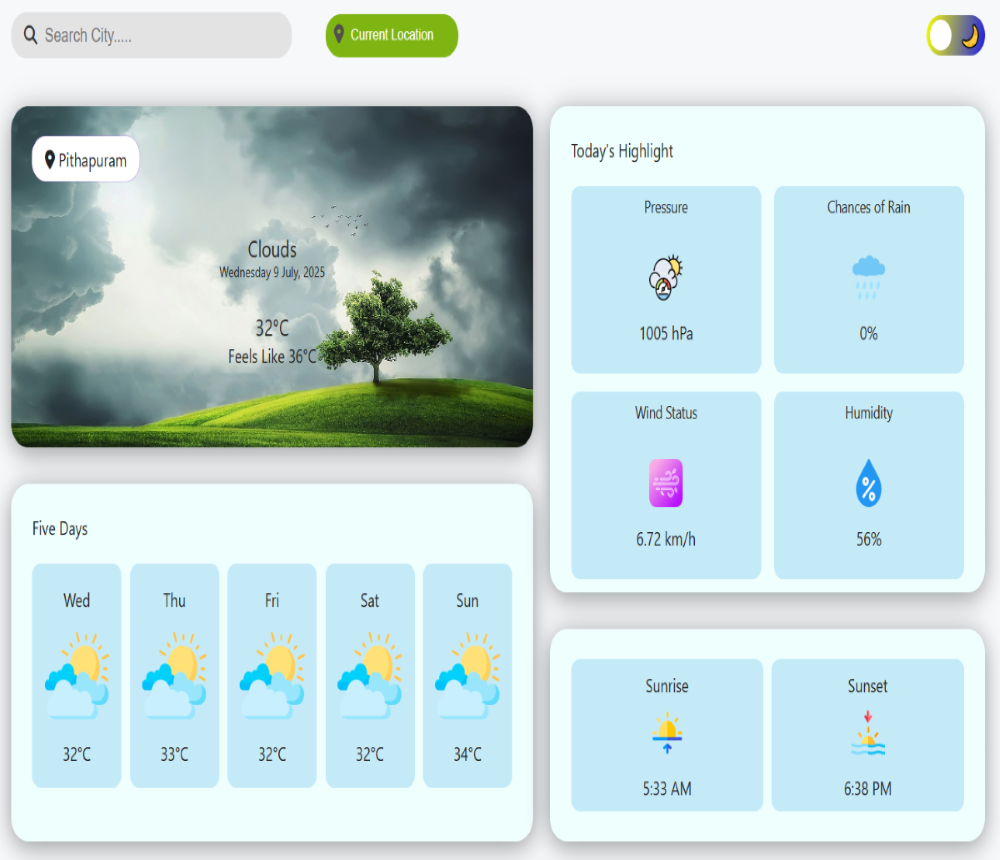 Search City.....
Current Location
Pithapuram
Clouds
Wednesday 9 July, 2025
32°C
Feels Like 36°C
Today's Highlight
Pressure
1005 hPa
Chances of Rain
0%
Wind Status
6.72 km/h
Humidity
%
56%
Five Days
Wed
32°C
Thu
33°C
Fri
32°C
Sat
32°C
Sun
34°C
Sunrise
5:33 AM
Sunset
6:38 PM